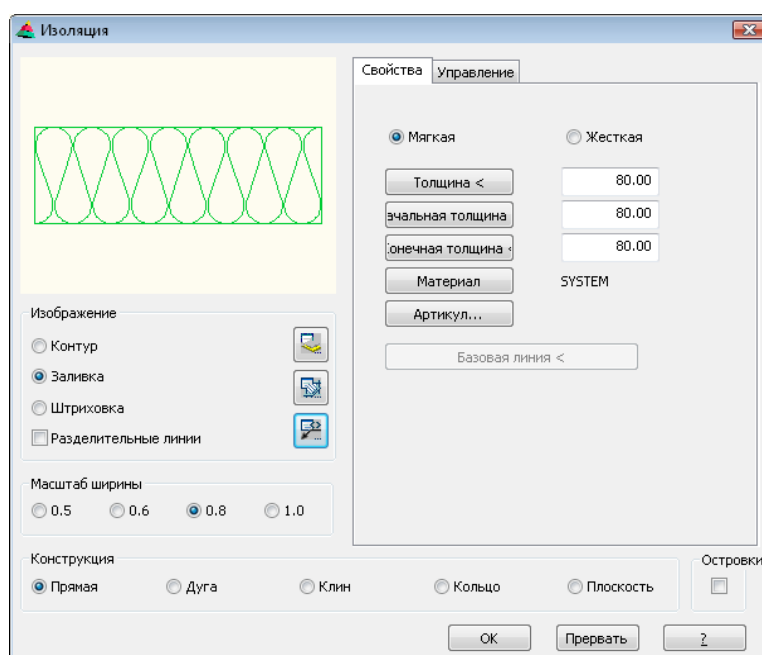 Изоляция
Свойства Управление
Мягкая Жесткая
Толщина < 80.00
ачальная толщина 80.00
онечная толщина < 80.00
Материал SYSTEM
Артикул...
Базовая линия <
Изображение
Контур
Заливка
Штриховка
Разделительные линии
Масштаб ширины
0.5 0.6 0.8 1.0
Конструкция
Прямая Дуга Клин Кольцо Плоскость
Островки
OK Прервать ?